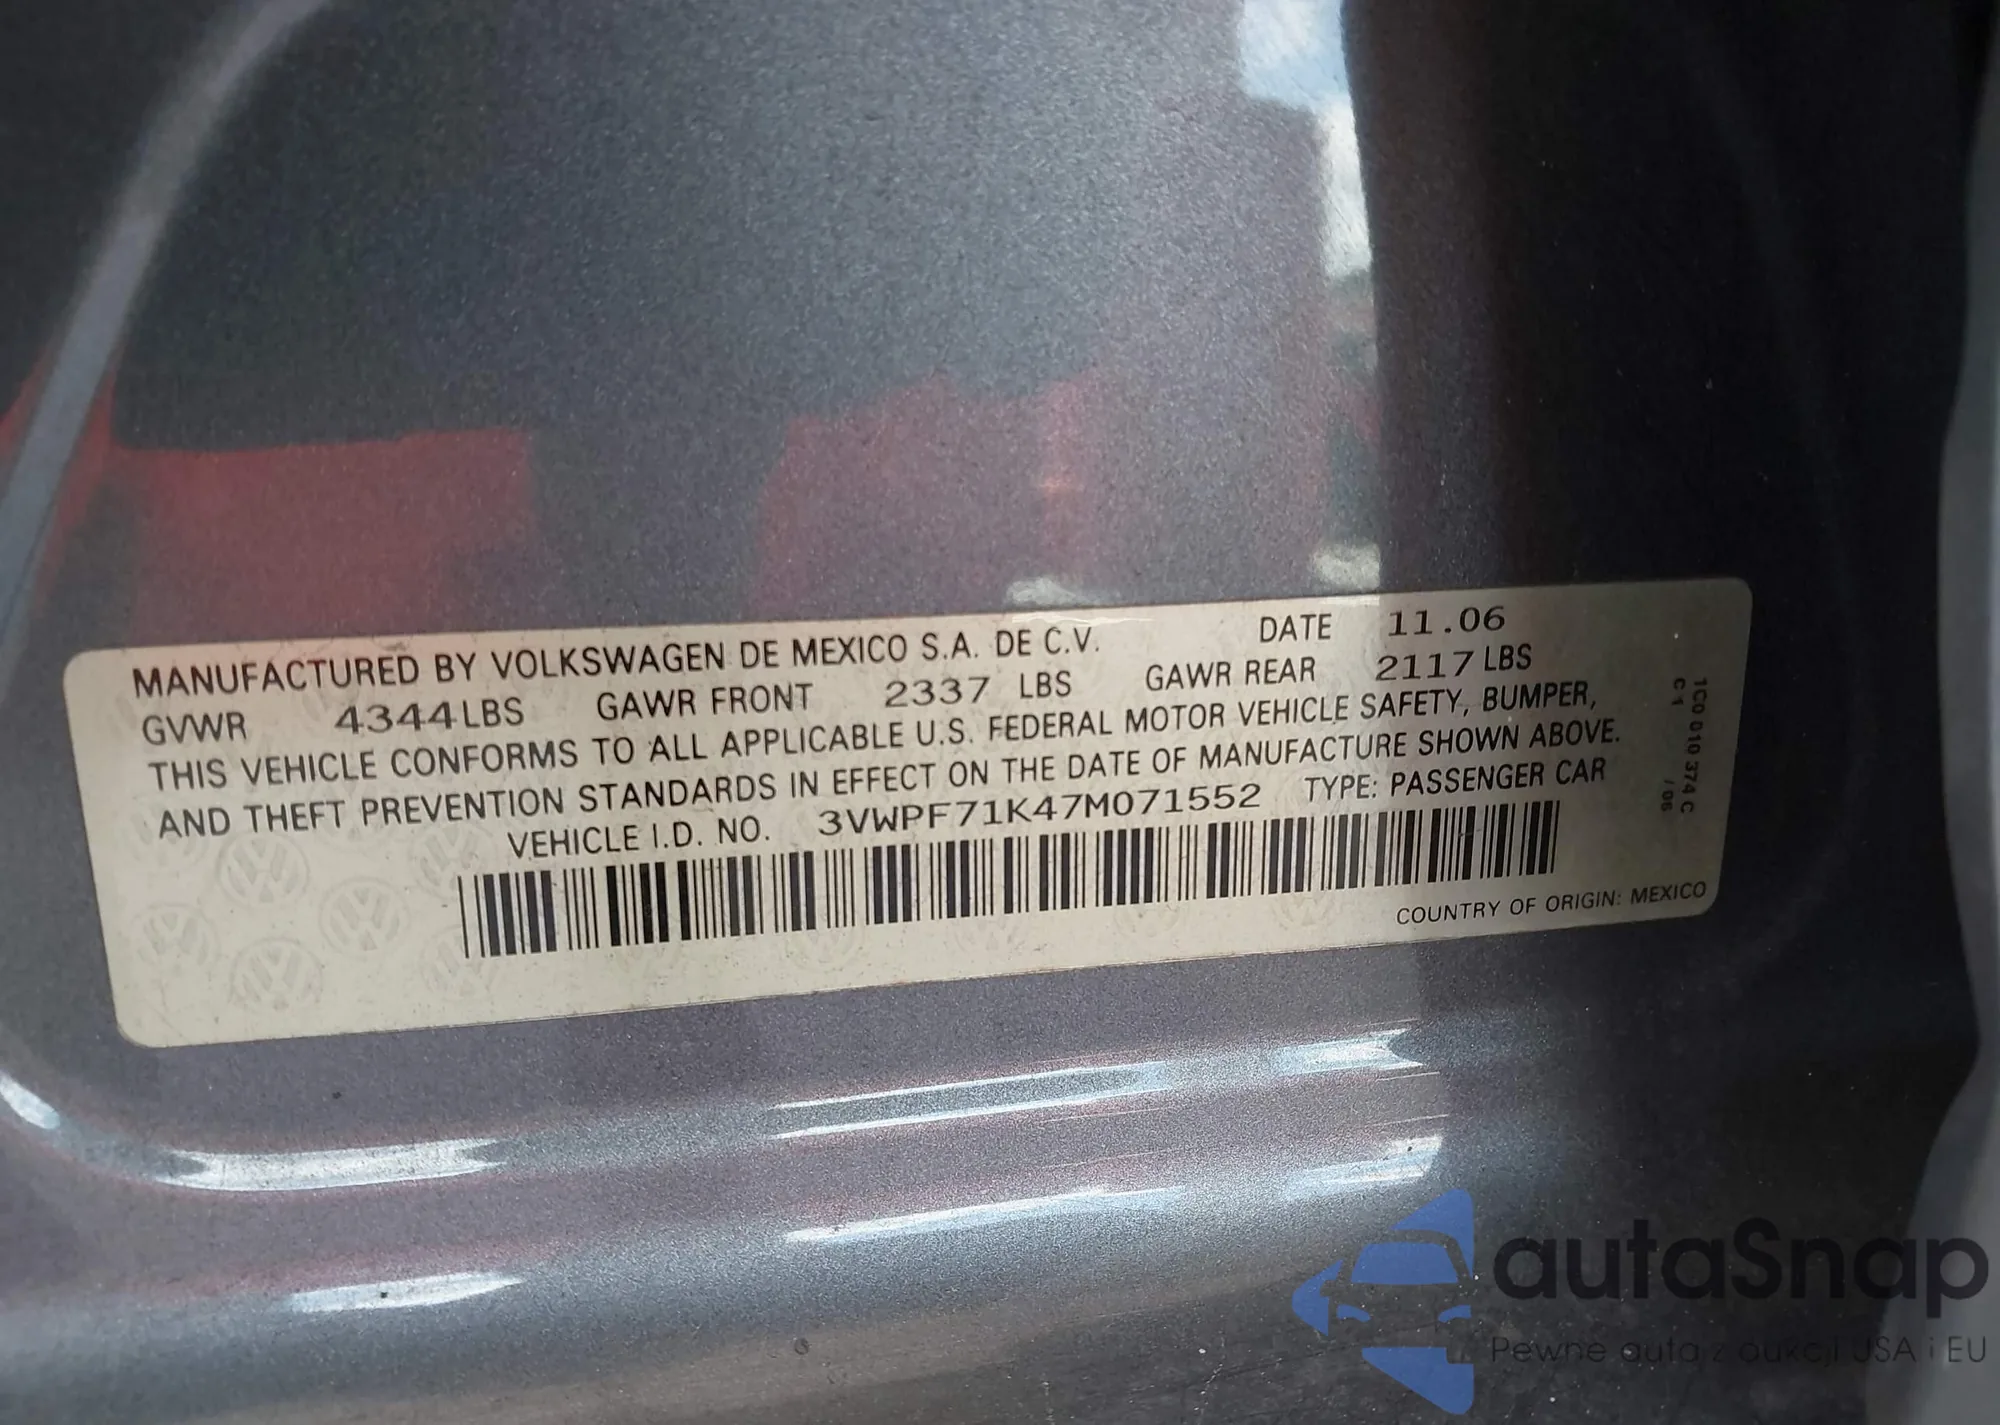 MANUFACTURED BY VOLKSWAGEN DE MEXICO S.A. DE C.V. DATE 11.06
GVWR 4344LBS GAWR FRONT 2337 LBS GAWR REAR 2117 LBS
THIS VEHICLE CONFORMS TO ALL APPLICABLE U.S. FEDERAL MOTOR VEHICLE SAFETY, BUMPER,
AND THEFT PREVENTION STANDARDS IN EFFECT ON THE DATE OF MANUFACTURE SHOWN ABOVE.
VEHICLE I.D. NO. 3VWPF71K47M071552 TYPE: PASSENGER CAR
COUNTRY OF ORIGIN: MEXICO
1C0 010 374 C
C 11 / 06
autaSnap
Pewne auta z aukcji USA i EU